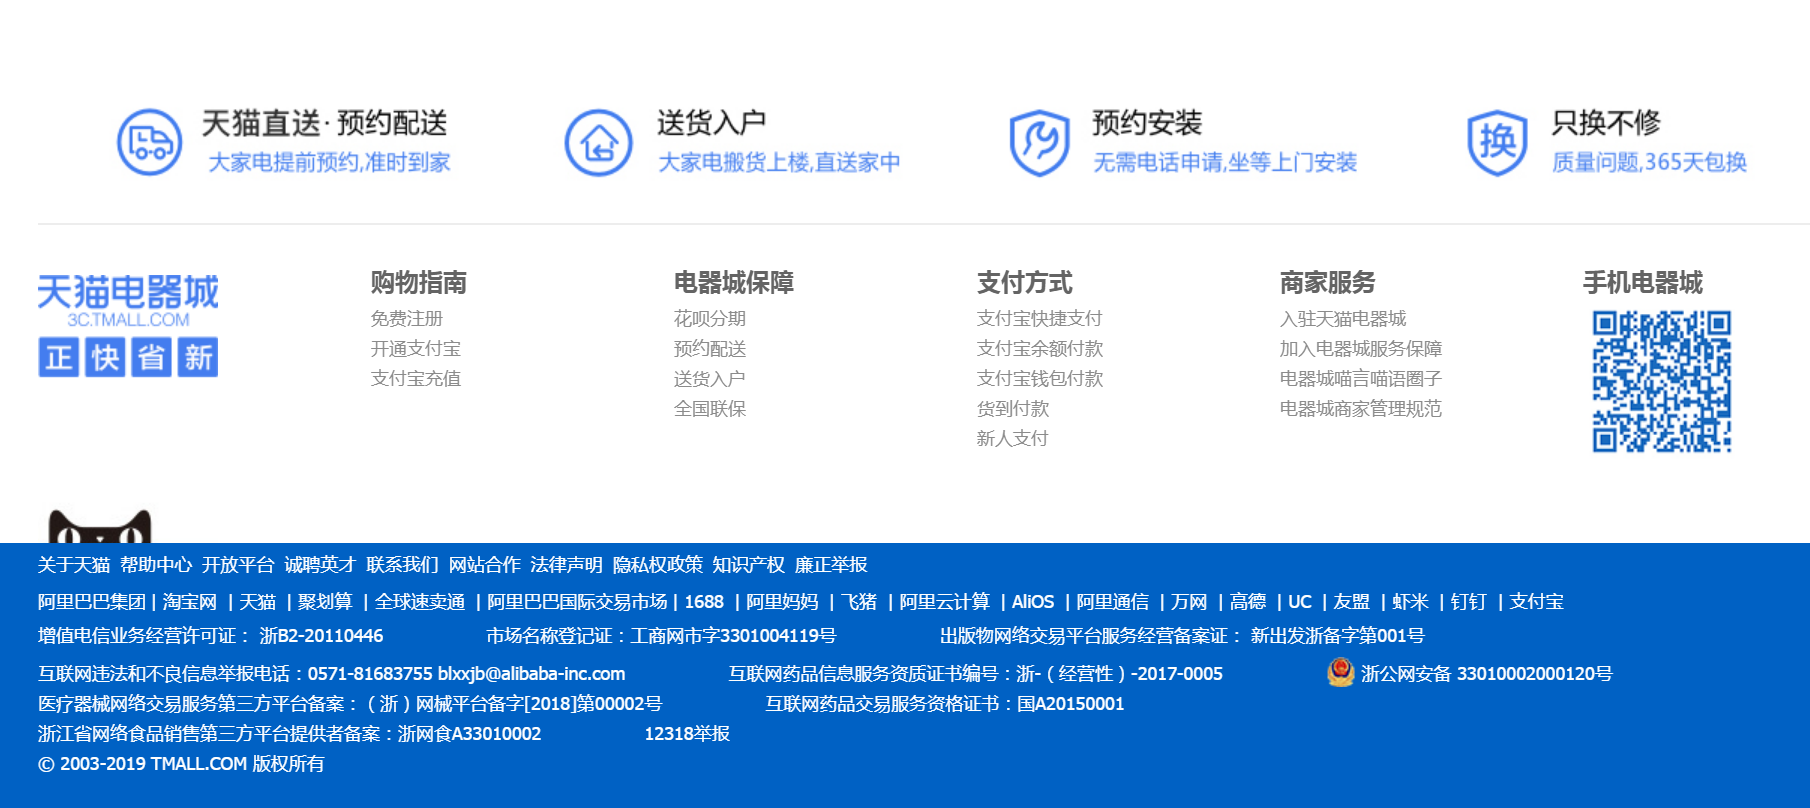 天猫直送·预约配送
大家电提前预约,准时到家
送货入户
大家电搬货上楼,直送家中
预约安装
无需电话申请,坐等上门安装
换
只换不修
质量问题,365天包换
天猫电器城
3C.TMALL.COM
正 快 省 新
购物指南
免费注册
开通支付宝
支付宝充值
电器城保障
花呗分期
预约配送
送货入户
全国联保
支付方式
支付宝快捷支付
支付宝余额付款
支付宝钱包付款
货到付款
新人支付
商家服务
入驻天猫电器城
加入电器城服务保障
电器城喵言喵语圈子
电器城商家管理规范
手机电器城
关于天猫 帮助中心 开放平台 诚聘英才 联系我们 网站合作 法律声明 隐私权政策 知识产权 廉正举报
阿里巴巴集团 | 淘宝网 | 天猫 | 聚划算 | 全球速卖通 | 阿里巴巴国际交易市场 | 1688 | 阿里妈妈 | 飞猪 | 阿里云计算 | AliOS | 阿里通信 | 万网 | 高德 | UC | 友盟 | 虾米 | 钉钉 | 支付宝
增值电信业务经营许可证： 浙B2-20110446 市场名称登记证：工商网市字3301004119号 出版物网络交易平台服务经营备案证： 新出发浙备字第001号
互联网违法和不良信息举报电话：0571-81683755 blxxjb@alibaba-inc.com 互联网药品信息服务资质证书编号：浙-（经营性）-2017-0005 浙公网安备 33010002000120号
医疗器械网络交易服务第三方平台备案：（浙）网械平台备字[2018]第00002号 互联网药品交易服务资格证书：国A20150001
浙江省网络食品销售第三方平台提供者备案：浙网食A33010002 12318举报
© 2003-2019 TMALL.COM 版权所有